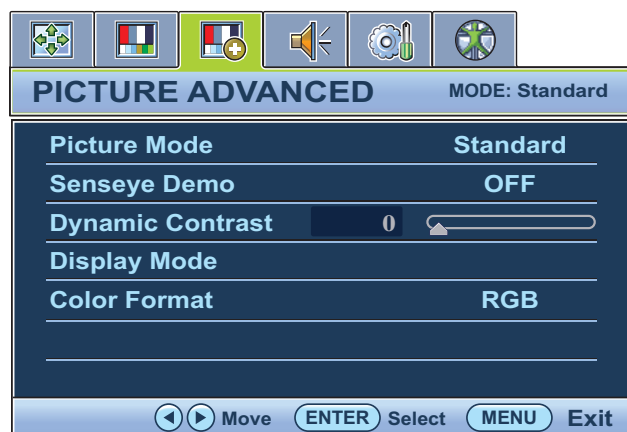 PICTURE ADVANCED MODE: Standard
Picture Mode Standard
Senseye Demo OFF
Dynamic Contrast 0
Display Mode
Color Format RGB
Move ENTER Select MENU Exit